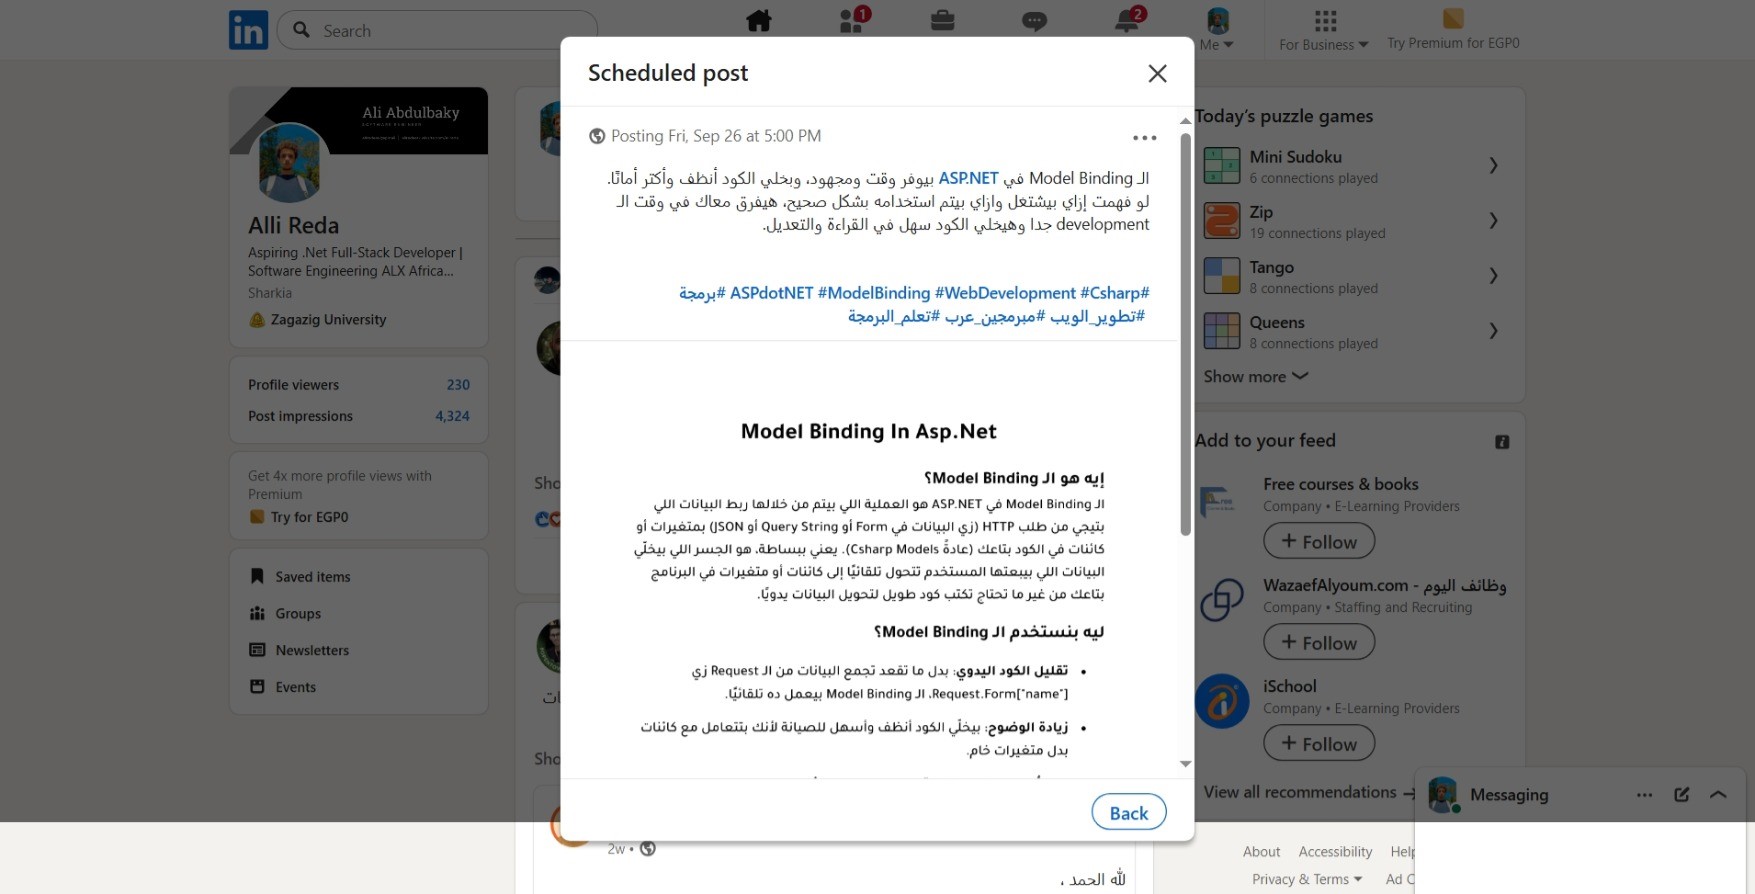 Search
1
2
Me
For Business
Try Premium for EGP0
Ali Abdulbaky
Alli Reda
Aspiring .Net Full-Stack Developer |
Software Engineering ALX Africa...
Sharkia
Zagazig University
Profile viewers 230
Post impressions 4,324
Get 4x more profile views with
Premium
Try for EGP0
Saved items
Groups
Newsletters
Events
Sho
Sho
ات
Scheduled post
Posting Fri, Sep 26 at 5:00 PM
الـ Model Binding في ASP.NET بيوفر وقت ومجهود، وبخلي الكود أنظف وأكتر أمانًا.
لو فهمت إزاي بيشتغل وازاي بيتم استخدامه بشكل صحيح، هيفرق معاك في وقت الـ
development جدا وهيخلي الكود سهل في القراءة والتعديل.
#ASPdotNET #ModelBinding #WebDevelopment #Csharp #برمجة
#تطوير_الويب #مبرمجين_عرب #تعلم_البرمجة
Model Binding In Asp.Net
إيه هو الـ Model Binding؟
الـ Model Binding في ASP.NET هو العملية اللي بيتم من خلالها ربط البيانات اللي
بتيجي من طلب HTTP (زي البيانات في Form أو Query String أو JSON) بمتغيرات أو
كائنات في الكود بتاعك (عادةً Csharp Models). يعني ببساطة، هو الجسر اللي بيخلّي
البيانات اللي بيبعتها المستخدم تتحول تلقائيًا إلى كائنات أو متغيرات في البرنامج
بتاعك من غير ما تحتاج تكتب كود طويل لتحويل البيانات يدويًا.
ليه بنستخدم الـ Model Binding؟
• تقليل الكود اليدوي: بدل ما تقعد تجمع البيانات من الـ Request زي
Request.Form["name"]، الـ Model Binding بيعمل ده تلقائيًا.
• زيادة الوضوح: بيخلّي الكود أنظف وأسهل للصيانة لأنك بتتعامل مع كائنات
بدل متغيرات خام.
Back
2w •
لله الحمد ،
Today's puzzle games
Mini Sudoku
6 connections played
Zip
19 connections played
Tango
8 connections played
Queens
8 connections played
Show more
Add to your feed
Free courses & books
Company • E-Learning Providers
+ Follow
WazaefAlyoum.com - وظائف اليوم
Company • Staffing and Recruiting
+ Follow
iSchool
Company • E-Learning Providers
+ Follow
View all recommendations →
Messaging
About Accessibility Help
Privacy & Terms Ad C